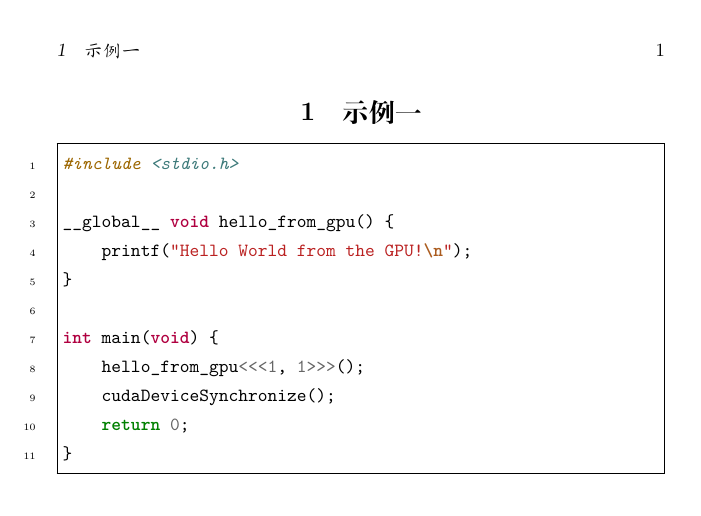 1 示例一 1
1 示例一
1 #include <stdio.h>
2
3 __global__ void hello_from_gpu() {
4     printf("Hello World from the GPU!\n");
5 }
6
7 int main(void) {
8     hello_from_gpu<<<1, 1>>>();
9     cudaDeviceSynchronize();
10     return 0;
11 }